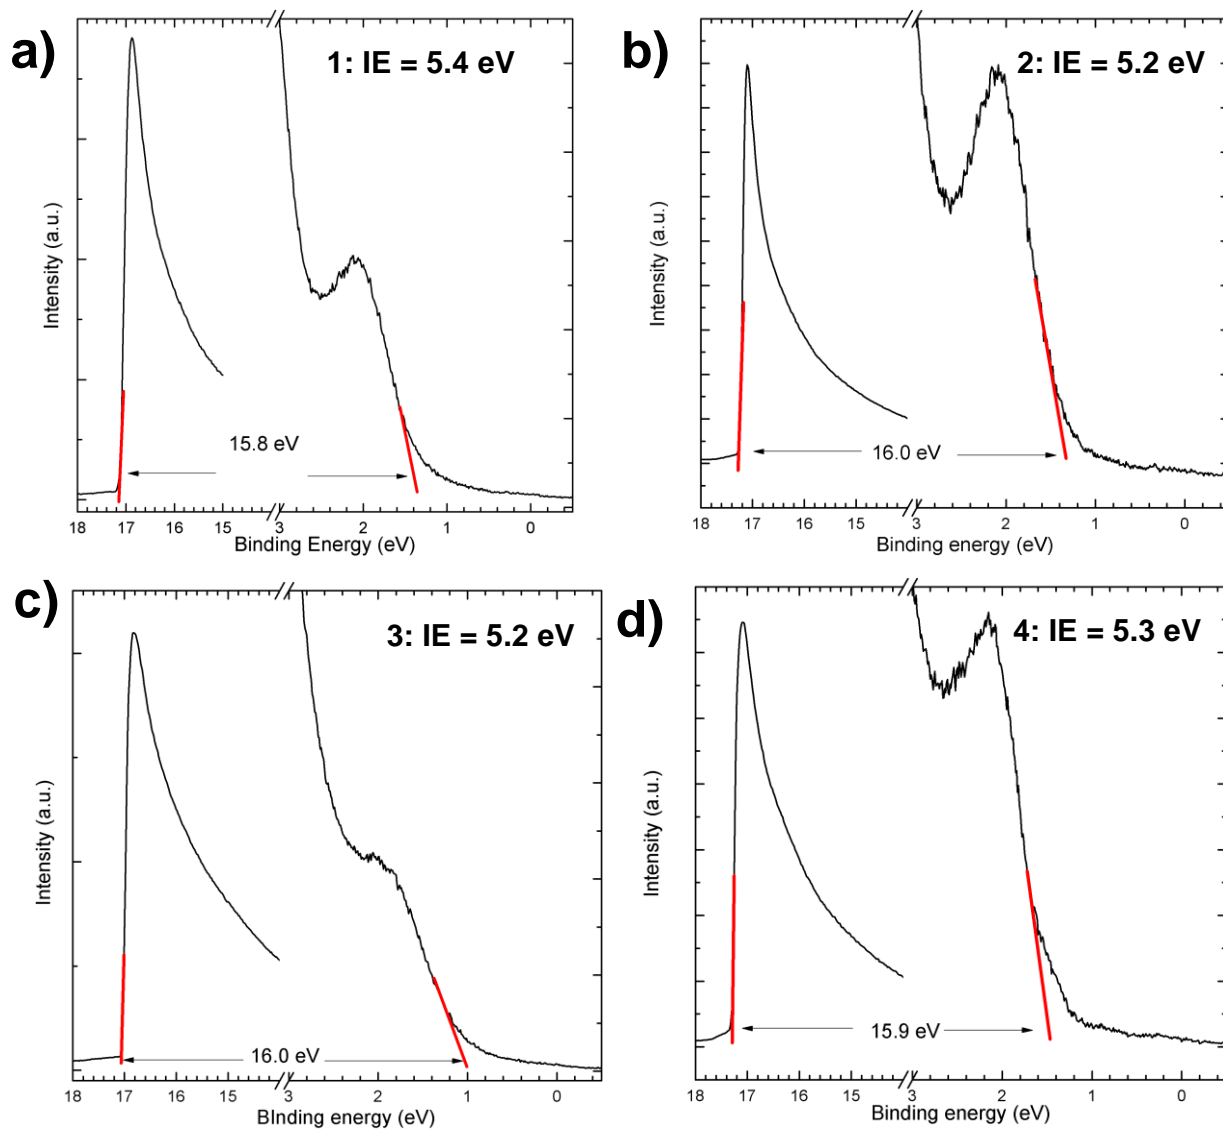 a)
1: IE = 5.4 eV
Intensity (a.u.)
15.8 eV
18 17 16 15 3 2 1 0
Binding Energy (eV)
b)
2: IE = 5.2 eV
Intensity (a.u.)
16.0 eV
18 17 16 15 3 2 1 0
Binding energy (eV)
c)
3: IE = 5.2 eV
Intensity (a.u.)
16.0 eV
18 17 16 15 3 2 1 0
BInding energy (eV)
d)
4: IE = 5.3 eV
Intensity (a.u.)
15.9 eV
18 17 16 15 3 2 1 0
BInding energy (eV)